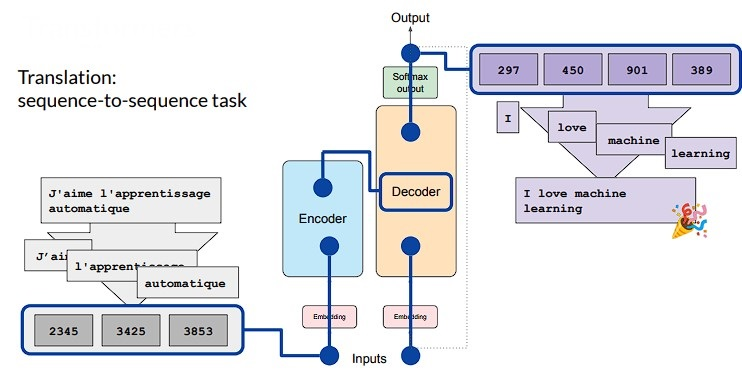 Output
Translation:
sequence-to-sequence task
Softmax
output
297 450 901 389
I
love
machine
learning
I love machine
learning
J'aime l'apprentissage
automatique
l'apprentissage
automatique
2345 3425 3853
Encoder
Decoder
Embedding
Embedding
Inputs